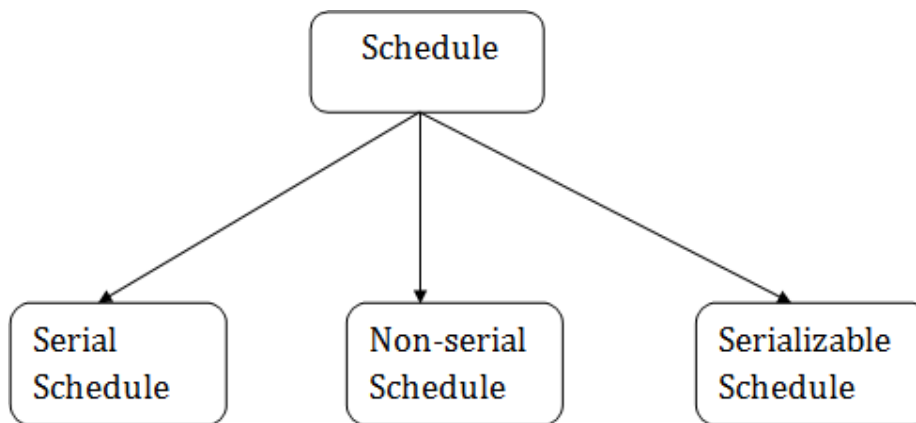 Schedule
Serial
Schedule
Non-serial
Schedule
Serializable
Schedule